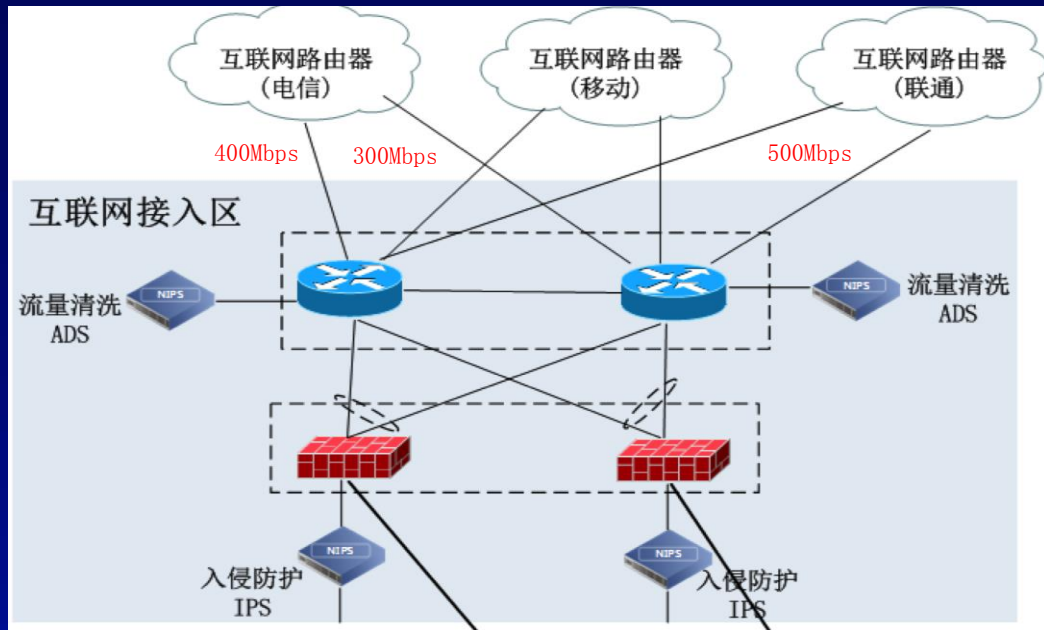 互联网路由器
(电信)
互联网路由器
(移动)
互联网路由器
(联通)
400Mbps
300Mbps
500Mbps
互联网接入区
流量清洗
ADS
NIPS
NIPS
流量清洗
ADS
NIPS
入侵防护
IPS
NIPS
入侵防护
IPS